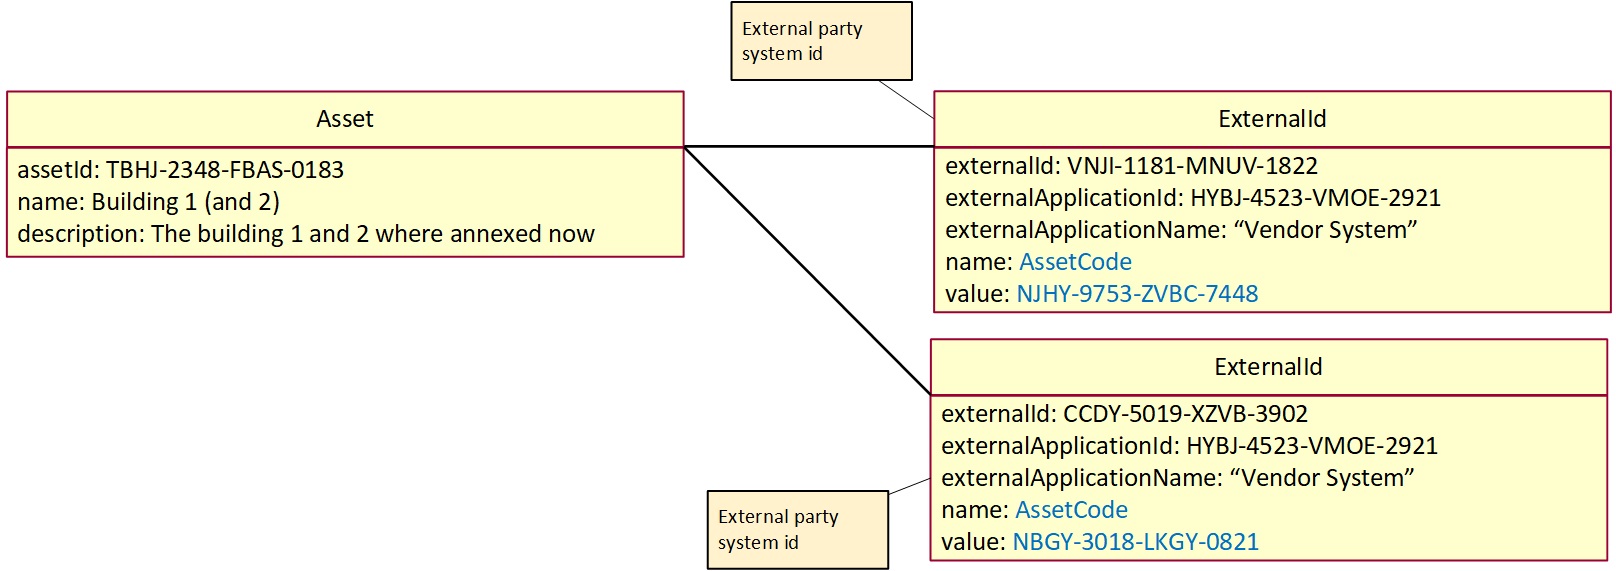 External party
system id
Asset
assetId: TBHJ-2348-FBAS-0183
name: Building 1 (and 2)
description: The building 1 and 2 where annexed now
ExternalId
externalId: VNJI-1181-MNUV-1822
externalApplicationId: HYBJ-4523-VMOE-2921
externalApplicationName: “Vendor System”
name: AssetCode
value: NJHY-9753-ZVBC-7448
ExternalId
externalId: CCDY-5019-XZVB-3902
externalApplicationId: HYBJ-4523-VMOE-2921
externalApplicationName: “Vendor System”
name: AssetCode
value: NBGY-3018-LKGY-0821
External party
system id